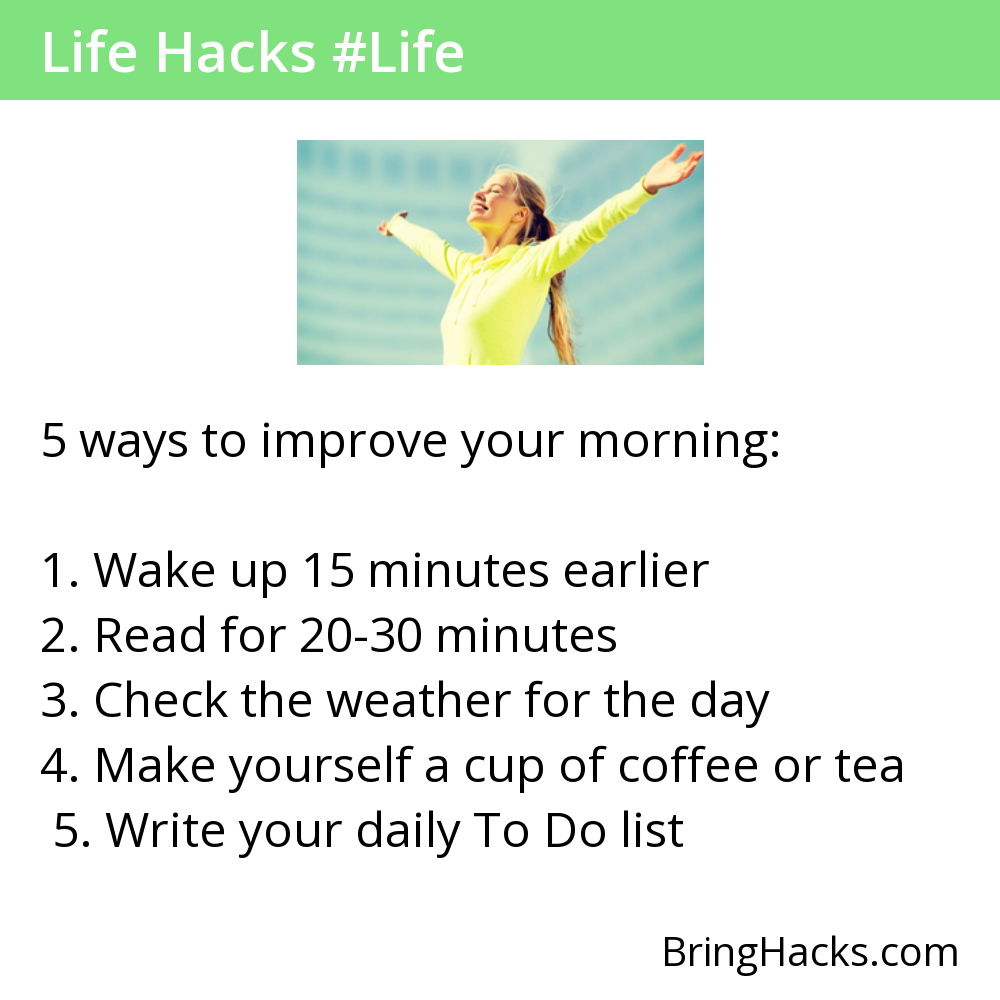 Life Hacks #Life
5 ways to improve your morning:
1. Wake up 15 minutes earlier
2. Read for 20-30 minutes
3. Check the weather for the day
4. Make yourself a cup of coffee or tea
5. Write your daily To Do list
BringHacks.com